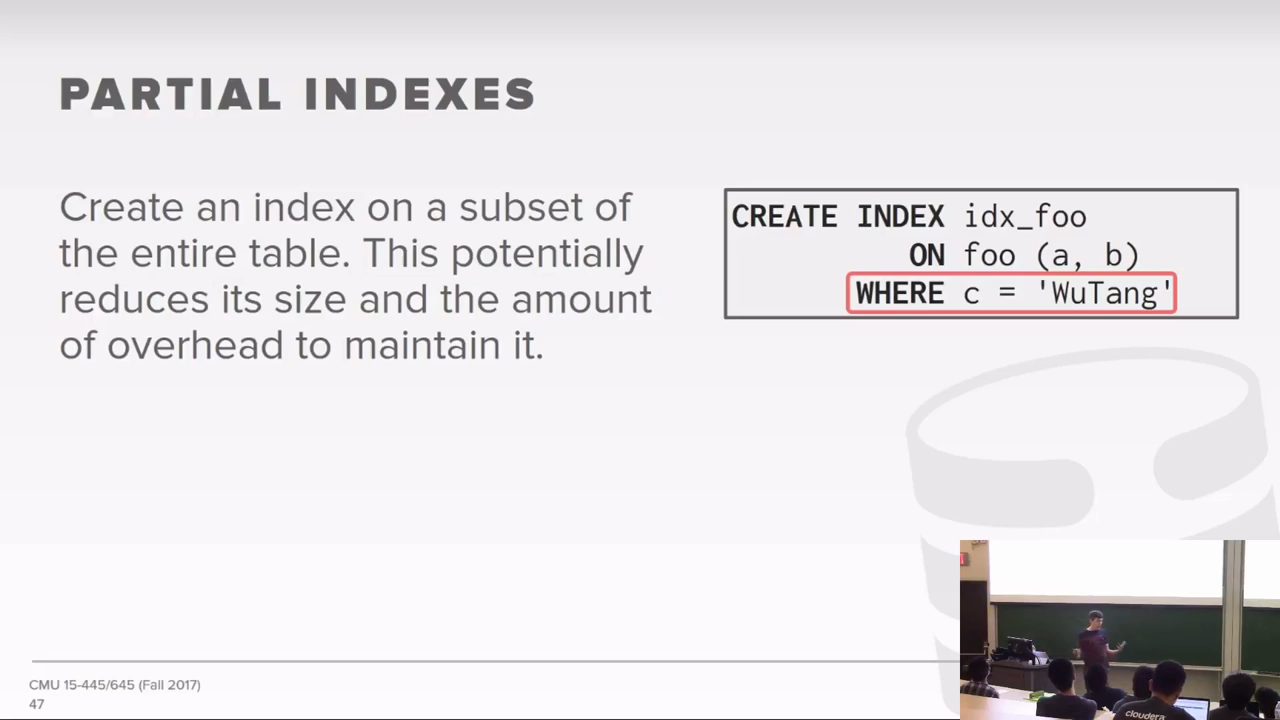 PARTIAL INDEXES
Create an index on a subset of
the entire table. This potentially
reduces its size and the amount
of overhead to maintain it.
CREATE INDEX idx_foo
ON foo (a, b)
WHERE c = 'WuTang'
CMU 15-445/645 (Fall 2017)
47
cloudera